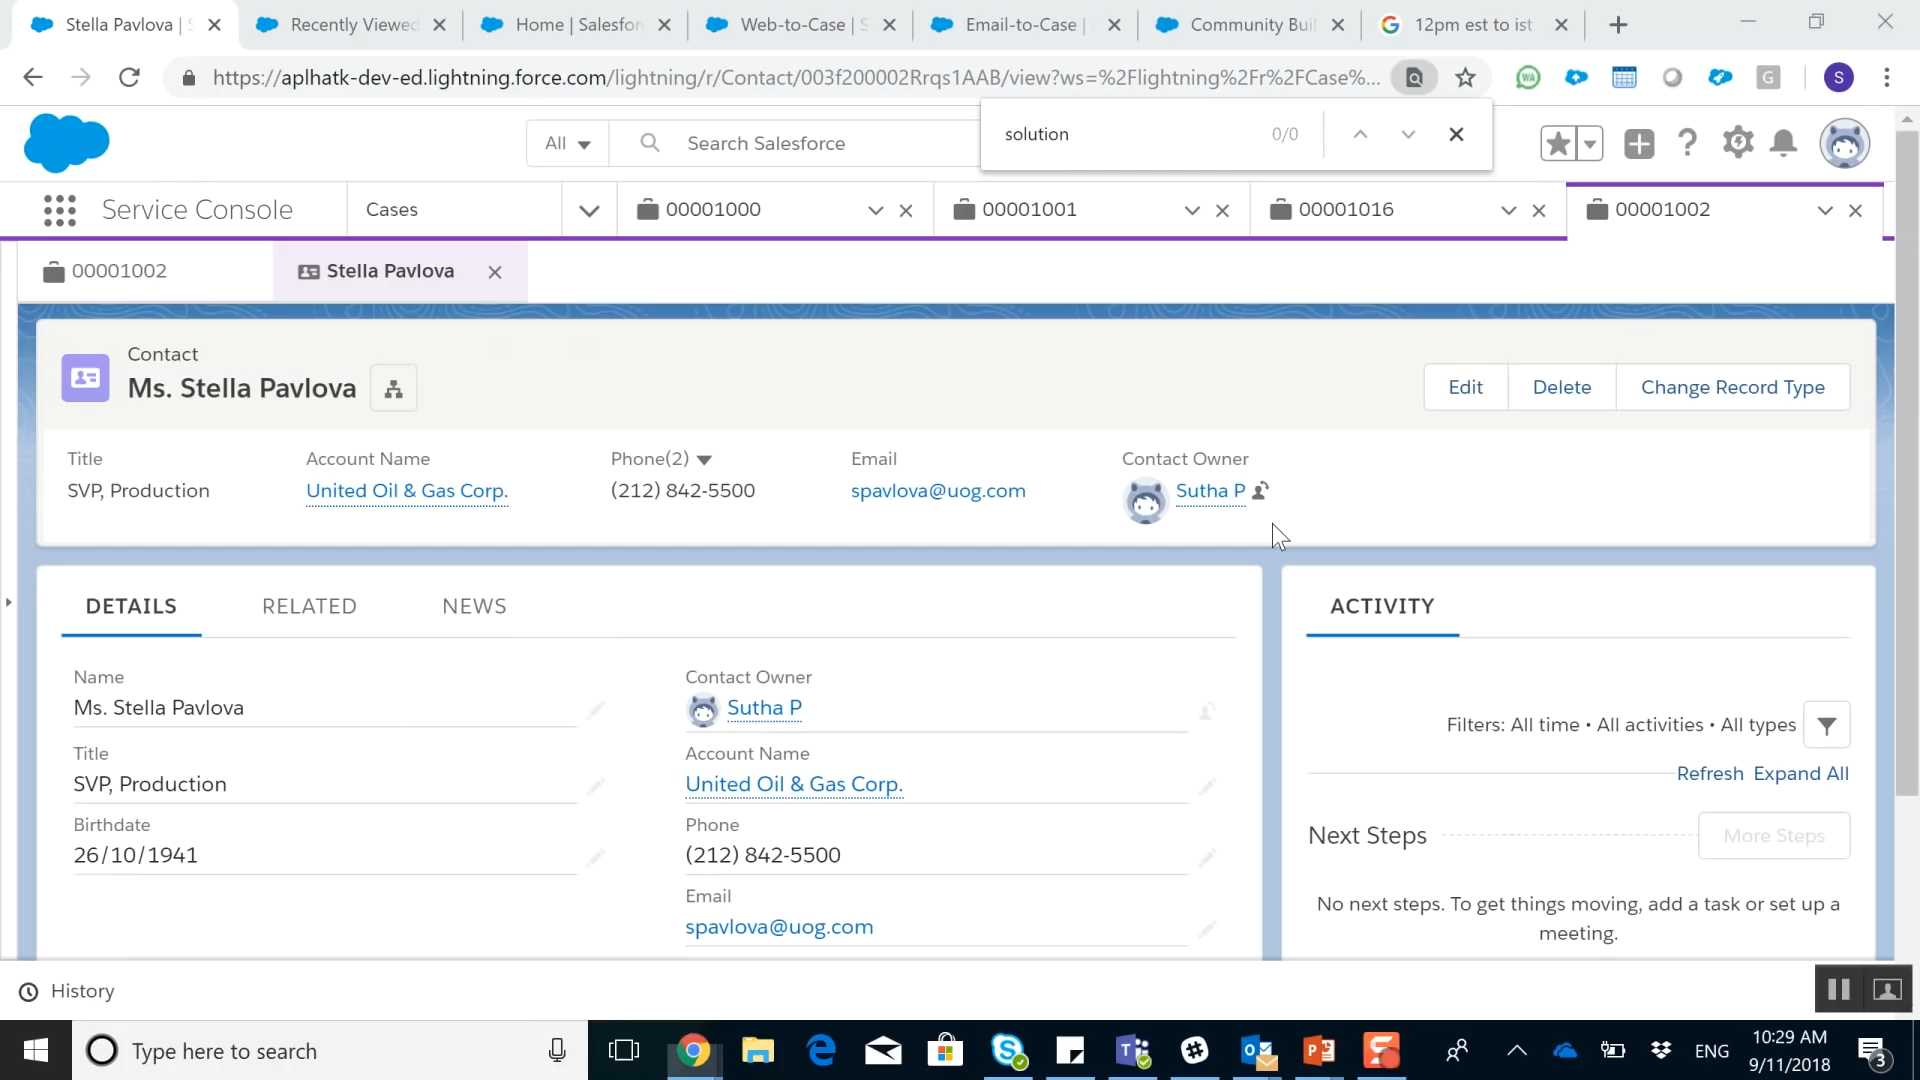 Stella Pavlova | S
Recently Viewed
Home | Salesfor
Web-to-Case | S
Email-to-Case |
Community Buil
12pm est to ist
https://aplhatk-dev-ed.lightning.force.com/lightning/r/Contact/003f200002Rrqs1AAB/view?ws=%2Flightning%2Fr%2FCase%...
S
solution 0/0
All
Search Salesforce
Service Console
Cases
00001000
00001001
00001016
00001002
00001002
Stella Pavlova
Contact
Ms. Stella Pavlova
Edit Delete Change Record Type
Title Account Name Phone(2) Email Contact Owner
SVP, Production United Oil & Gas Corp. (212) 842-5500 spavlova@uog.com Sutha P
DETAILS RELATED NEWS
ACTIVITY
Name
Ms. Stella Pavlova
Title
SVP, Production
Birthdate
26/10/1941
Contact Owner
Sutha P
Account Name
United Oil & Gas Corp.
Phone
(212) 842-5500
Email
spavlova@uog.com
Filters: All time • All activities • All types
Refresh Expand All
Next Steps
More Steps
No next steps. To get things moving, add a task or set up a
meeting.
History
Type here to search
ENG
10:29 AM
9/11/2018
3